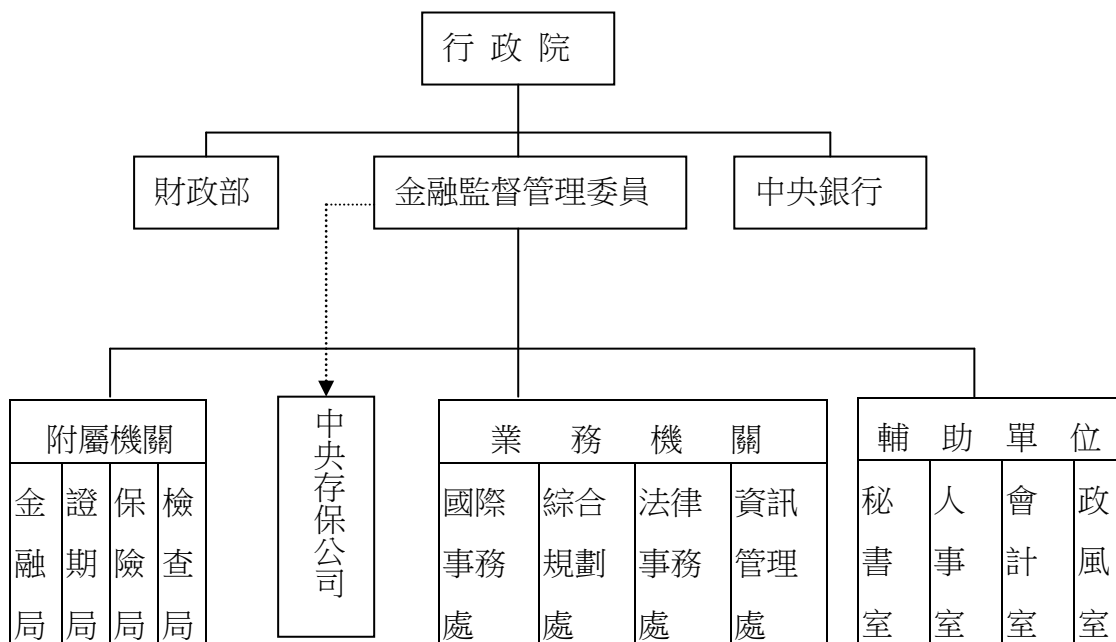 行 政 院
財政部
金融監督管理委員
中央銀行
附屬機關
金融局
證期局
保險局
檢查局
中央存保公司
業 務 機 關
國際事務處
綜合規劃處
法律事務處
資訊管理處
輔 助 單 位
秘書室
人事室
會計室
政風室